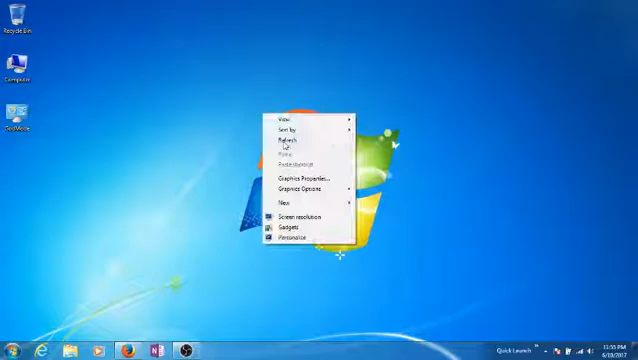 Recycle Bin
Computer
GodMode
View
Sort by
Refresh
Paste
Paste shortcut
Graphics Properties...
Graphics Options
New
Screen resolution
Gadgets
Personalize
Quick Launch
11:55 PM
6/10/2017